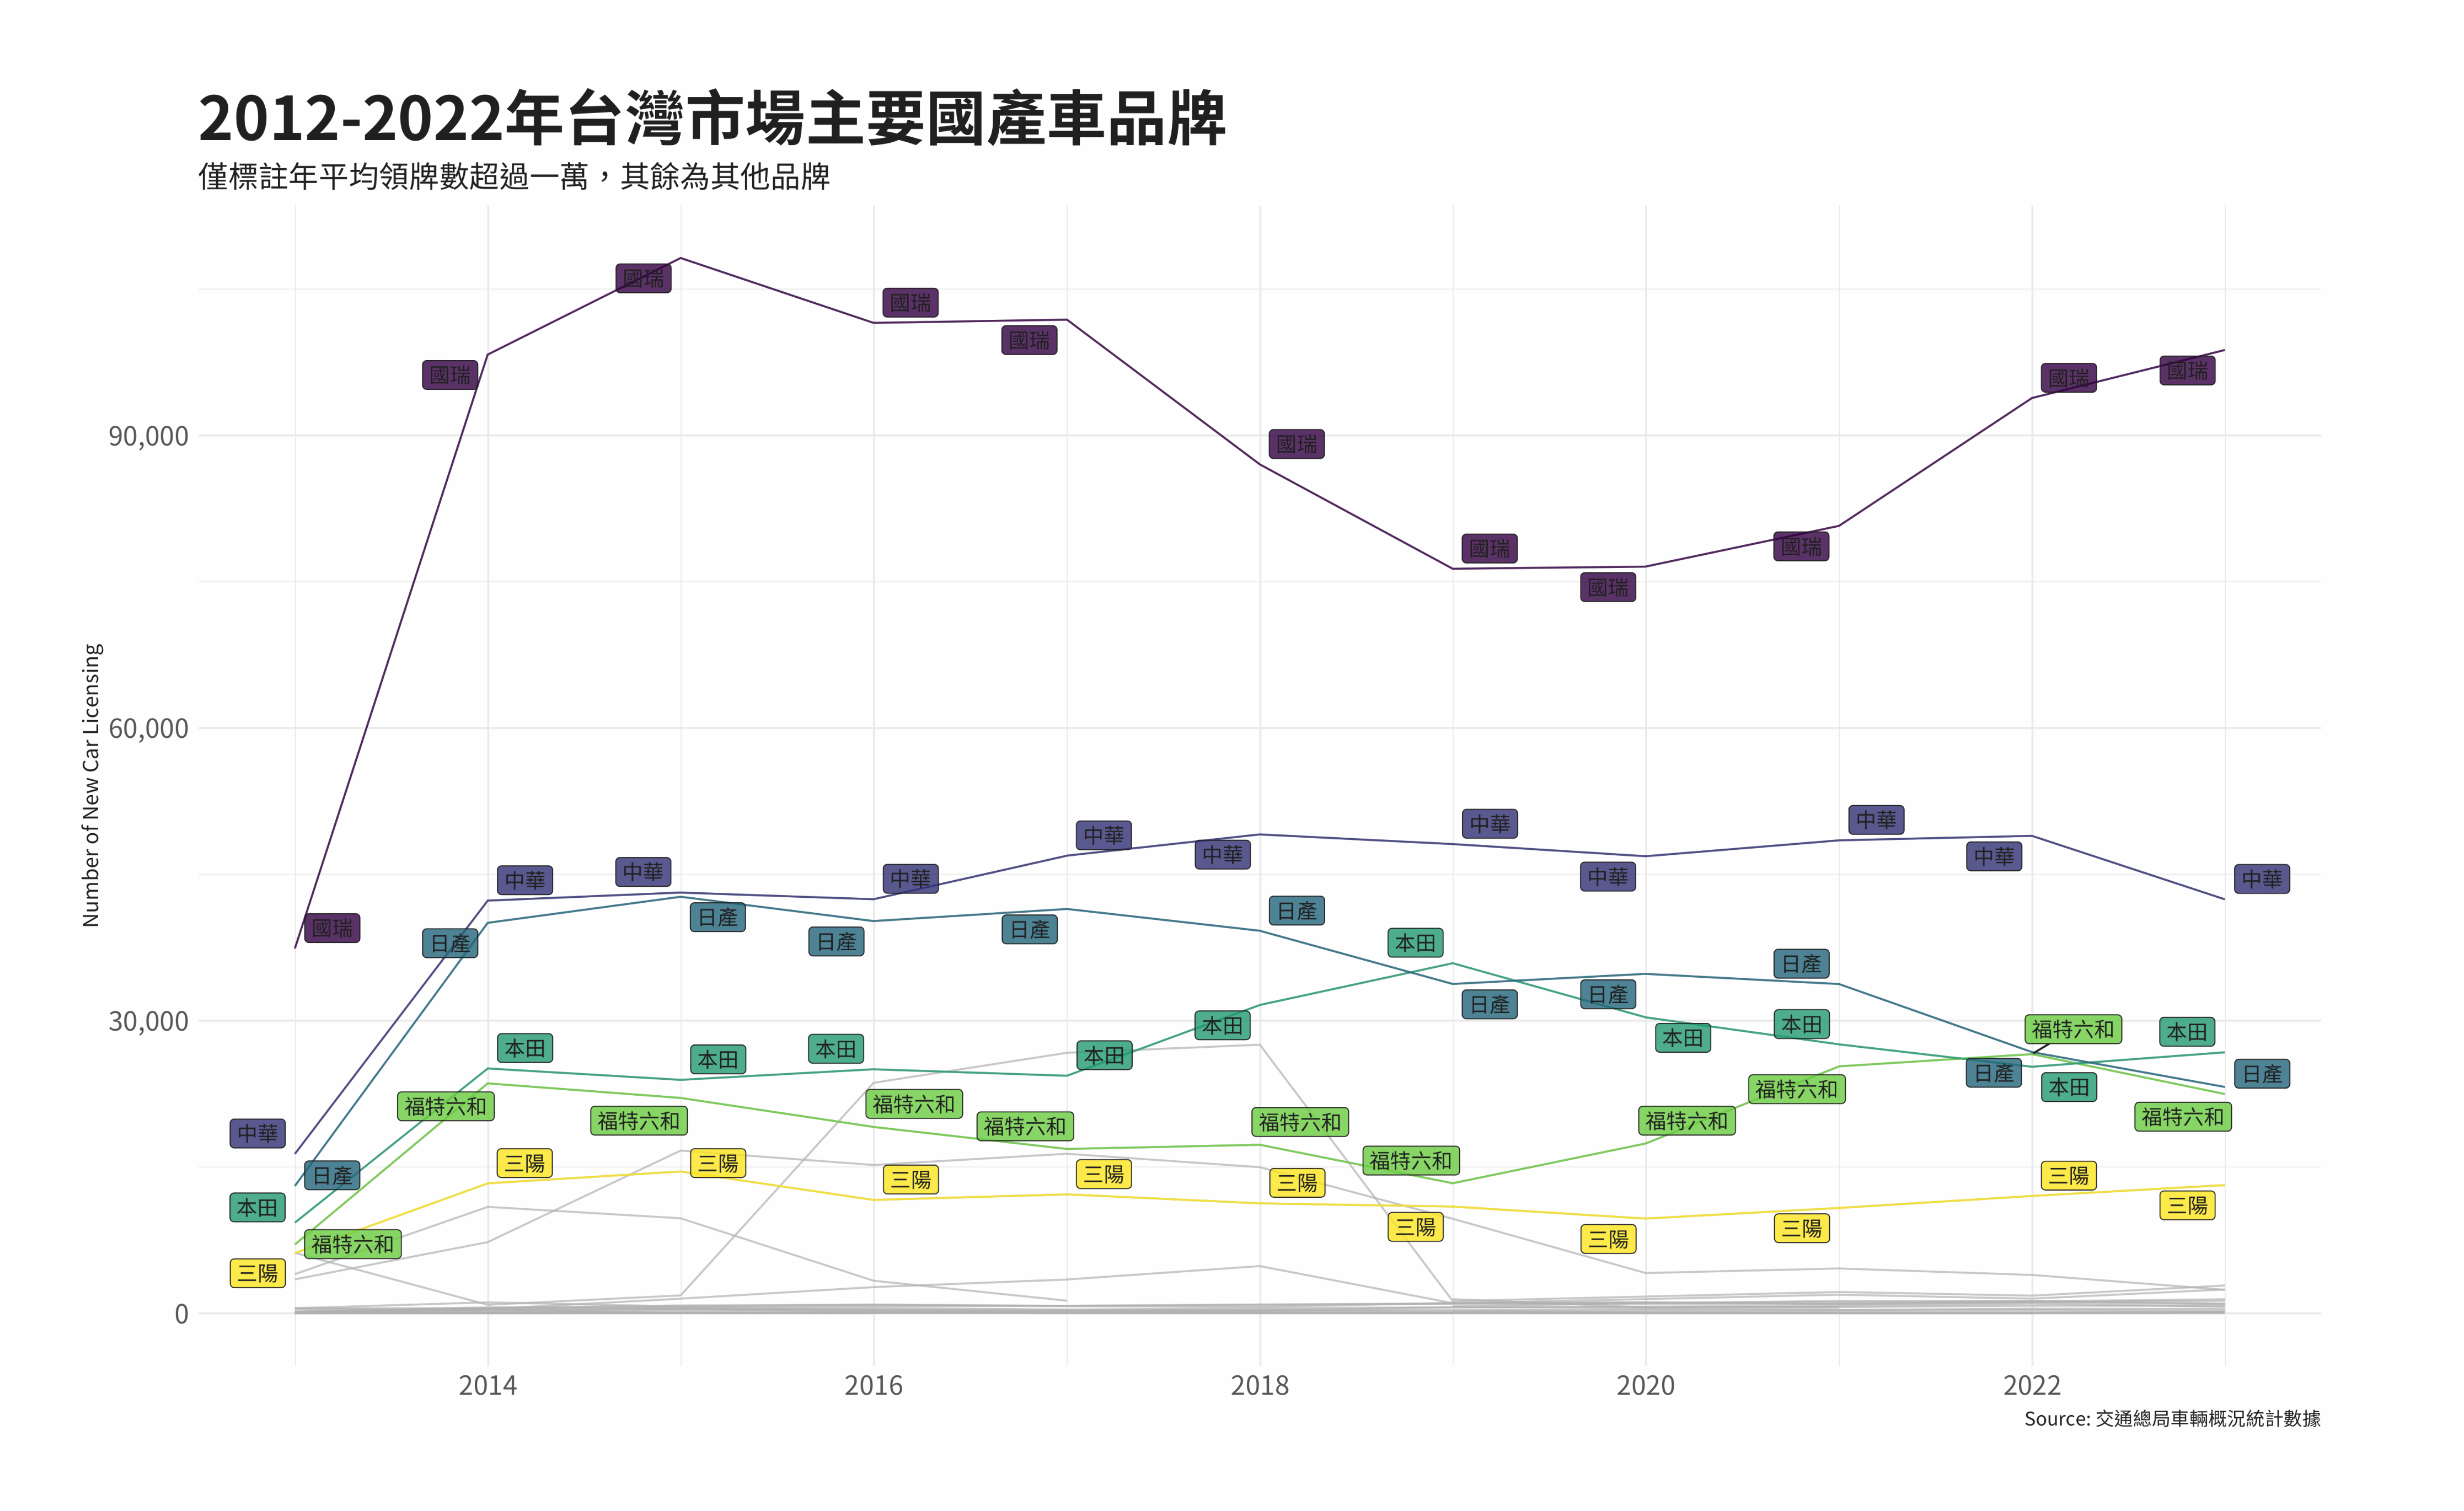 2012-2022年台灣市場主要國產車品牌
僅標註年平均領牌數超過一萬，其餘為其他品牌
Number of New Car Licensing
90,000
60,000
30,000
0
國瑞
國瑞
國瑞
國瑞
國瑞
國瑞
國瑞
國瑞
國瑞
國瑞
國瑞
中華
中華
中華
中華
中華
中華
中華
中華
中華
中華
中華
日產
日產
日產
日產
日產
日產
日產
日產
日產
日產
日產
本田
本田
本田
本田
本田
本田
本田
本田
本田
本田
本田
福特六和
福特六和
福特六和
福特六和
福特六和
福特六和
福特六和
福特六和
福特六和
福特六和
福特六和
三陽
三陽
三陽
三陽
三陽
三陽
三陽
三陽
三陽
三陽
三陽
2014
2016
2018
2020
2022
Source: 交通總局車輛概況統計數據